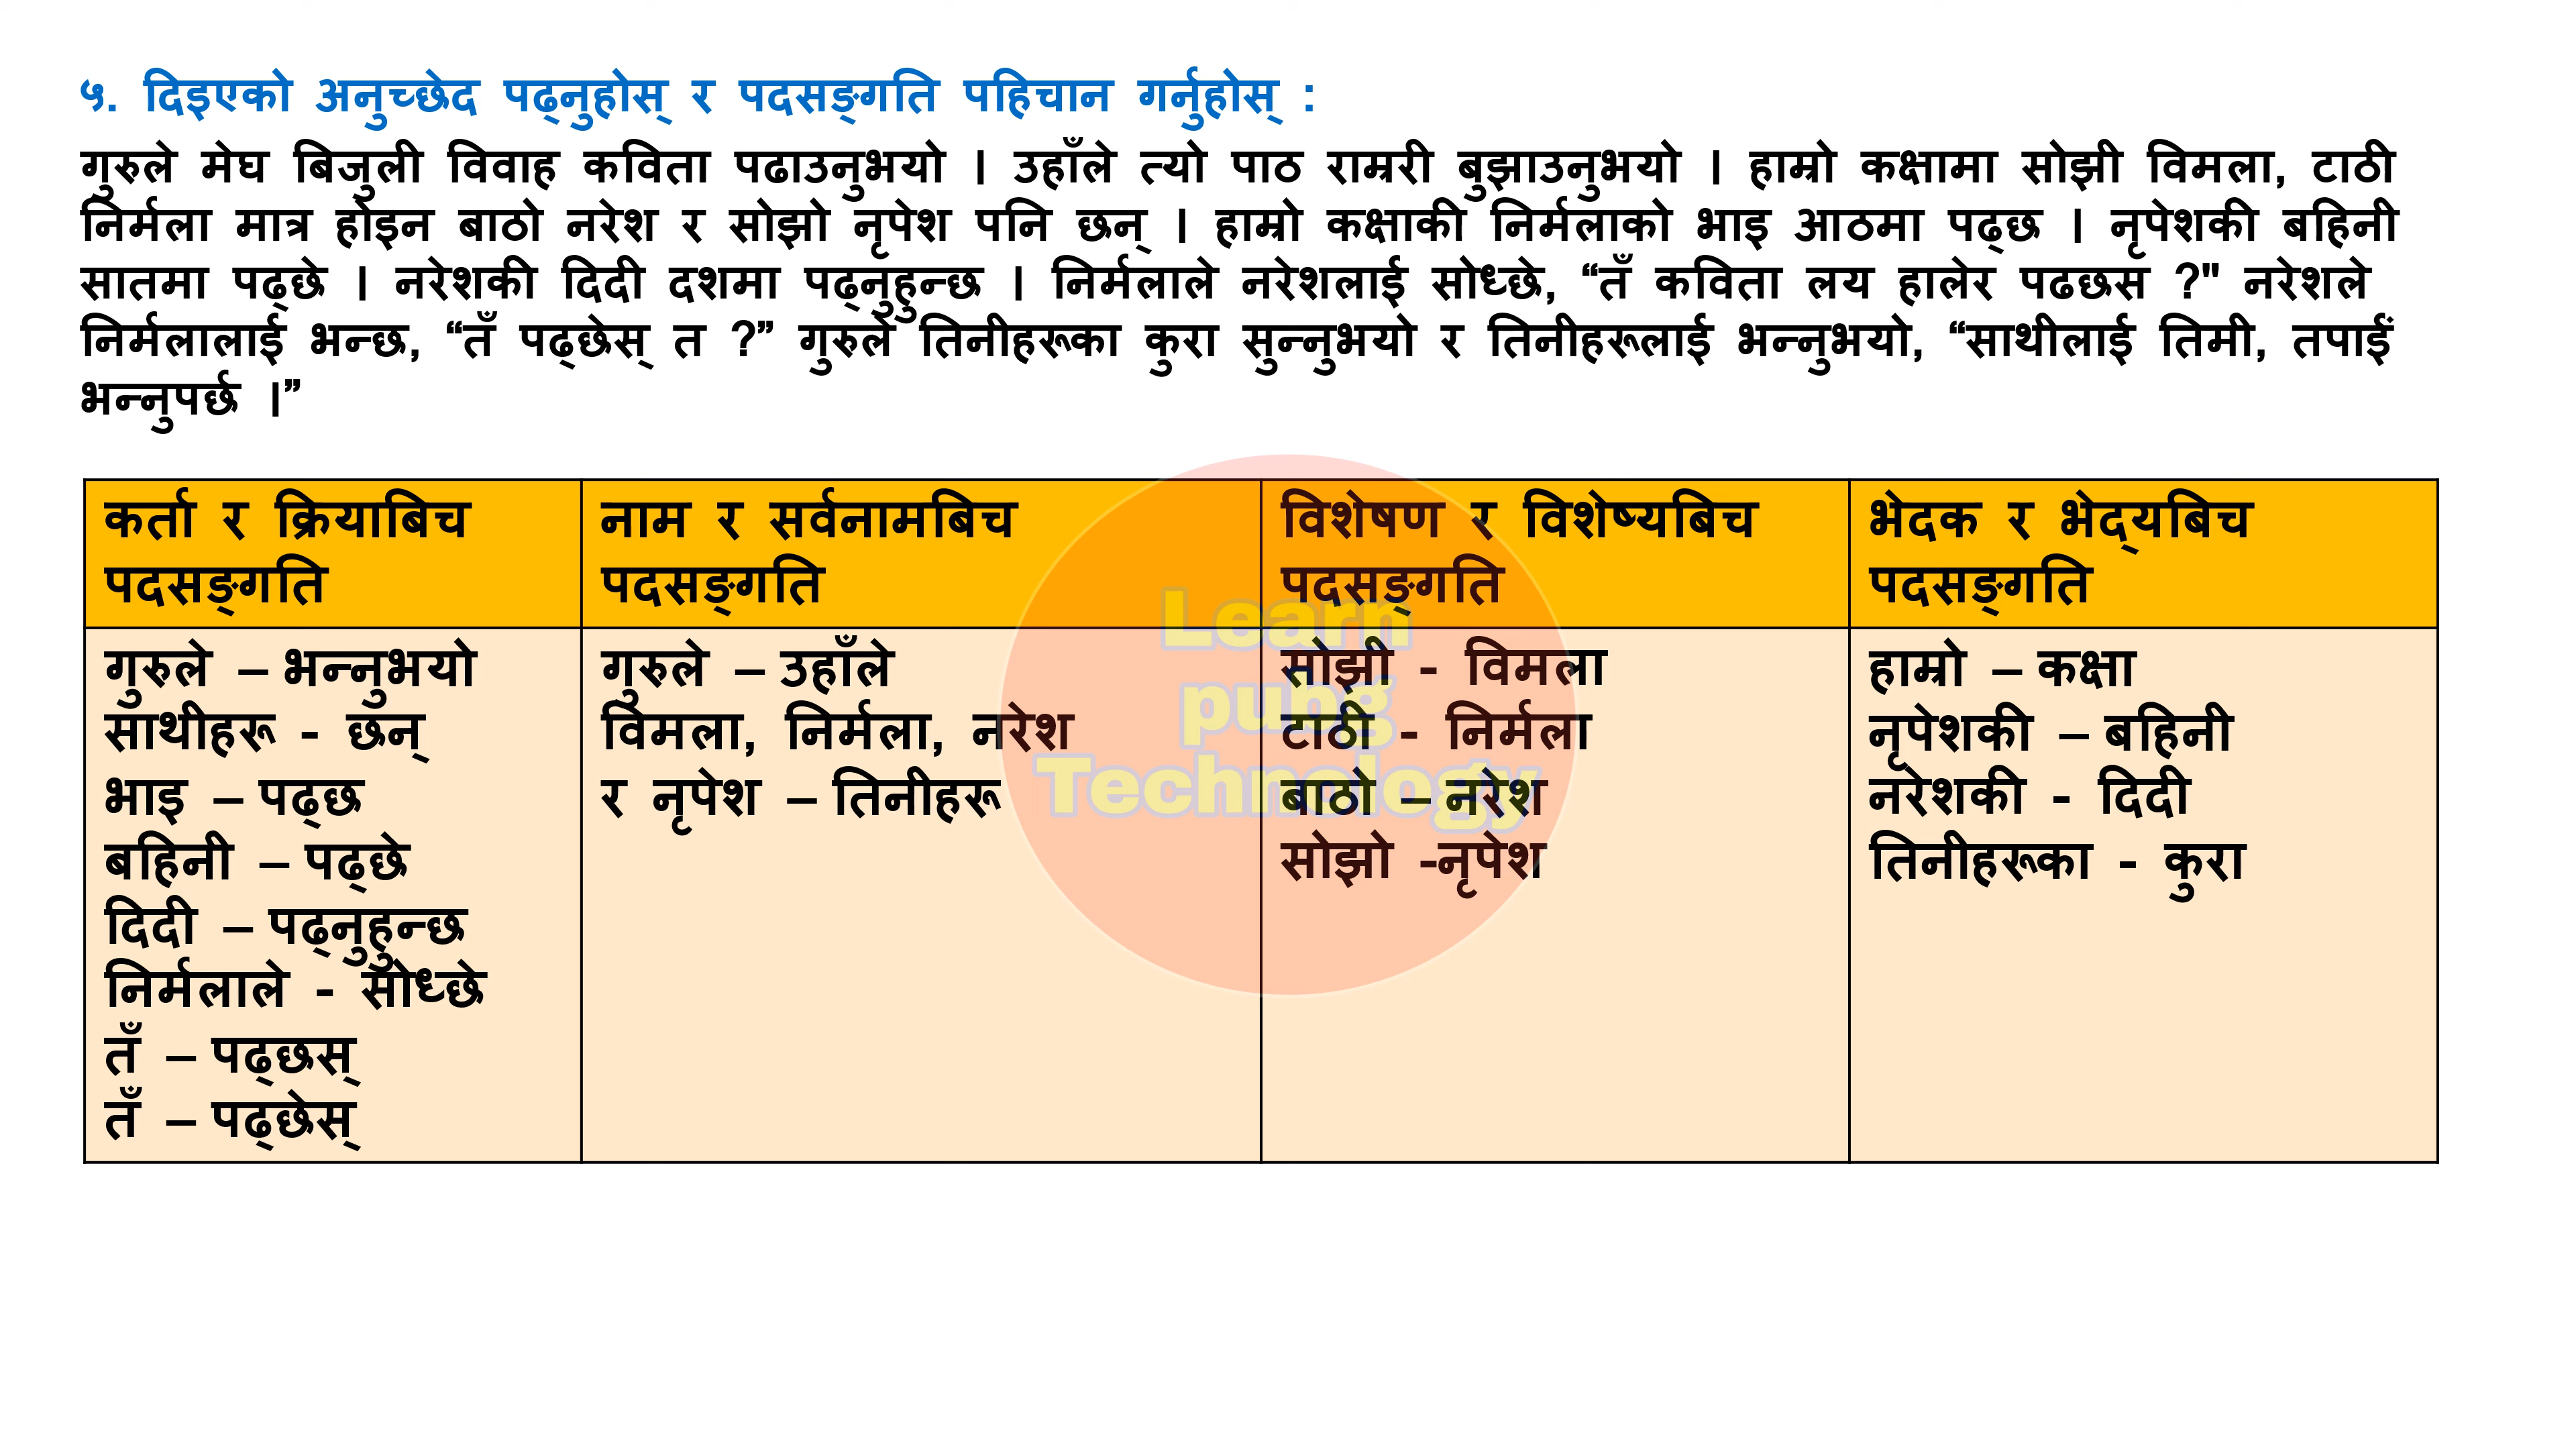 ५. दिइएको अनुच्छेद पढ्नुहोस् र पदसङ्गति पहिचान गर्नुहोस् :
गुरुले मेघ बिजुली विवाह कविता पढाउनुभयो । उहाँले त्यो पाठ राम्ररी बुझाउनुभयो । हाम्रो कक्षामा सोझी विमला, टाठी
निर्मला मात्र होइन बाठो नरेश र सोझो नृपेश पनि छन् । हाम्रो कक्षाकी निर्मलाको भाइ आठमा पढ्छ । नृपेशकी बहिनी
सातमा पढ्छे । नरेशकी दिदी दशमा पढ्नुहुन्छ । निर्मलाले नरेशलाई सोध्छे, “तँ कविता लय हालेर पढछस ?" नरेशले
निर्मलालाई भन्छ, “तँ पढ्छेस् त ?” गुरुले तिनीहरूका कुरा सुन्नुभयो र तिनीहरूलाई भन्नुभयो, “साथीलाई तिमी, तपाईं
भन्नुपर्छ ।”
कर्ता र क्रियाबिच
पदसङ्गति
नाम र सर्वनामबिच
पदसङ्गति
विशेषण र विशेष्यबिच
पदसङ्गति
भेदक र भेद्यबिच
पदसङ्गति
गुरुले – भन्नुभयो
साथीहरू - छन्
भाइ – पढ्छ
बहिनी – पढ्छे
दिदी – पढ्नुहुन्छ
निर्मलाले - सोध्छे
तँ – पढ्छस्
तँ – पढ्छेस्
गुरुले – उहाँले
विमला, निर्मला, नरेश
र नृपेश – तिनीहरू
सोझी - विमला
टाठी - निर्मला
बाठो – नरेश
सोझो -नृपेश
हाम्रो – कक्षा
नृपेशकी – बहिनी
नरेशकी - दिदी
तिनीहरूका - कुरा
Learn
pubg
Technology